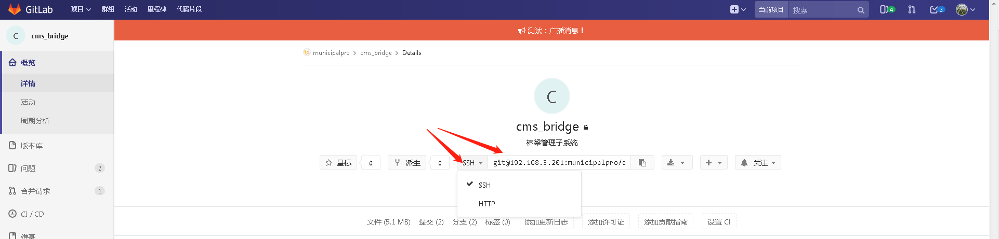 GitLab 项目 群组 活动 里程碑 代码片段 当前项目 搜索 4 3
C cms_bridge
测试：广播消息！
municipalpro > cms_bridge > Details
概览
详情
活动
周期分析
版本库
问题 2
合并请求 1
CI / CD
维基
C
cms_bridge
桥梁管理子系统
星标 0 派生 0 SSH git@192.168.3.201:municipalpro/c 关注
SSH
HTTP
文件 (5.1 MB) 提交 (2) 分支 (2) 标签 (0) 添加更新日志 添加许可证 添加贡献指南 设置 CI